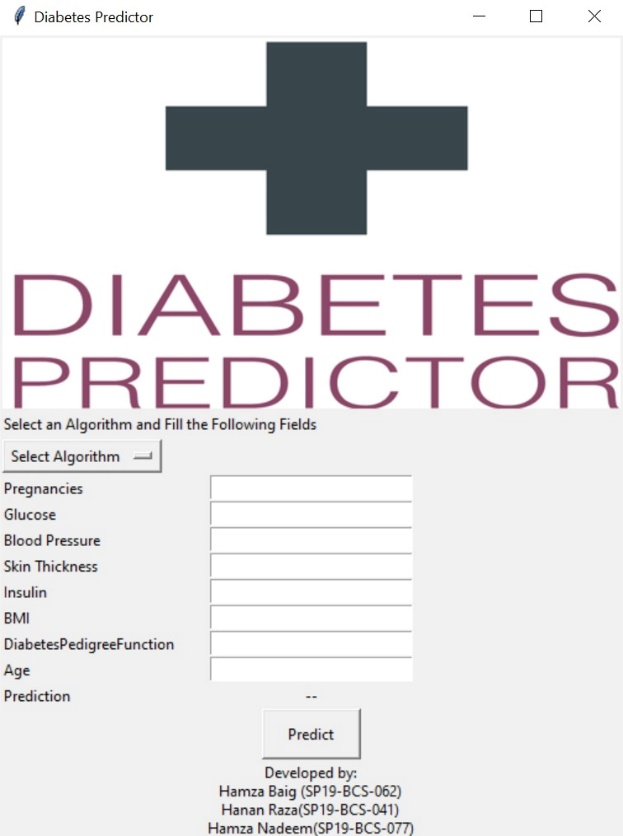 Diabetes Predictor
DIABETES
PREDICTOR
Select an Algorithm and Fill the Following Fields
Select Algorithm
Pregnancies
Glucose
Blood Pressure
Skin Thickness
Insulin
BMI
DiabetesPedigreeFunction
Age
Prediction --
Predict
Developed by:
Hamza Baig (SP19-BCS-062)
Hanan Raza(SP19-BCS-041)
Hamza Nadeem(SP19-BCS-077)